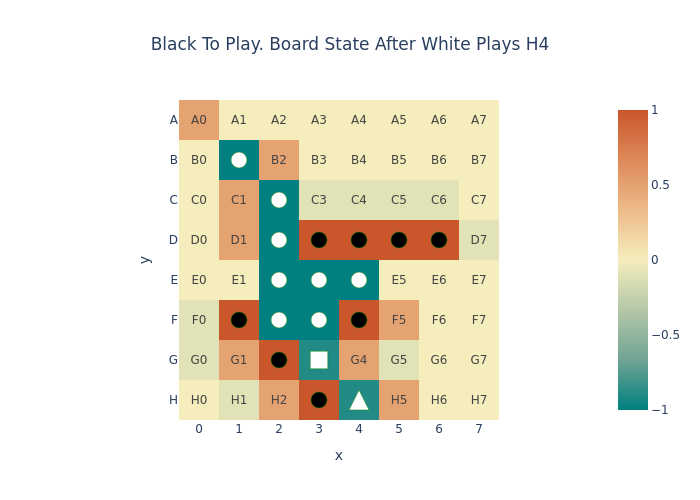 Black To Play. Board State After White Plays H4
A A0 A1 A2 A3 A4 A5 A6 A7
B B0 B2 B3 B4 B5 B6 B7
C C0 C1 C3 C4 C5 C6 C7
D D0 D1 D7
E E0 E1 E5 E6 E7
F F0 F5 F6 F7
G G0 G1 G4 G5 G6 G7
H H0 H1 H2 H5 H6 H7
0 1 2 3 4 5 6 7
x
y
1
0.5
0
−0.5
−1